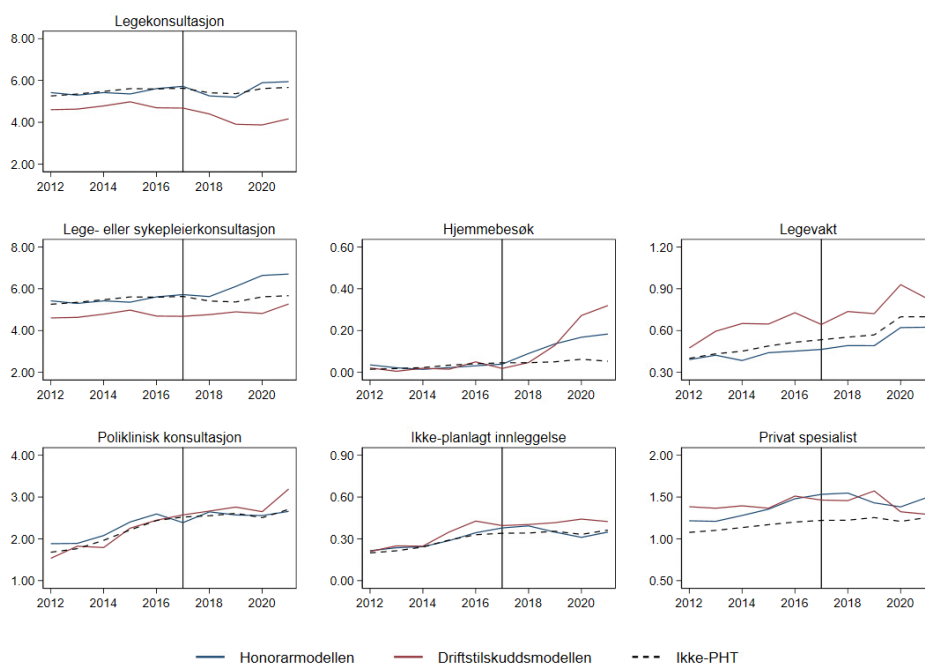 Legekonsultasjon
8.00
6.00
4.00
2.00
2012 2014 2016 2018 2020
Lege- eller sykepleierkonsultasjon
8.00
6.00
4.00
2.00
2012 2014 2016 2018 2020
Hjemmebesøk
0.60
0.40
0.20
0.00
2012 2014 2016 2018 2020
Legevakt
1.20
0.90
0.60
0.30
2012 2014 2016 2018 2020
Poliklinisk konsultasjon
4.00
3.00
2.00
1.00
2012 2014 2016 2018 2020
Ikke-planlagt innleggelse
0.90
0.60
0.30
0.00
2012 2014 2016 2018 2020
Privat spesialist
2.00
1.50
1.00
0.50
2012 2014 2016 2018 2020
Honorarmodellen Driftstilskuddsmodellen Ikke-PHT